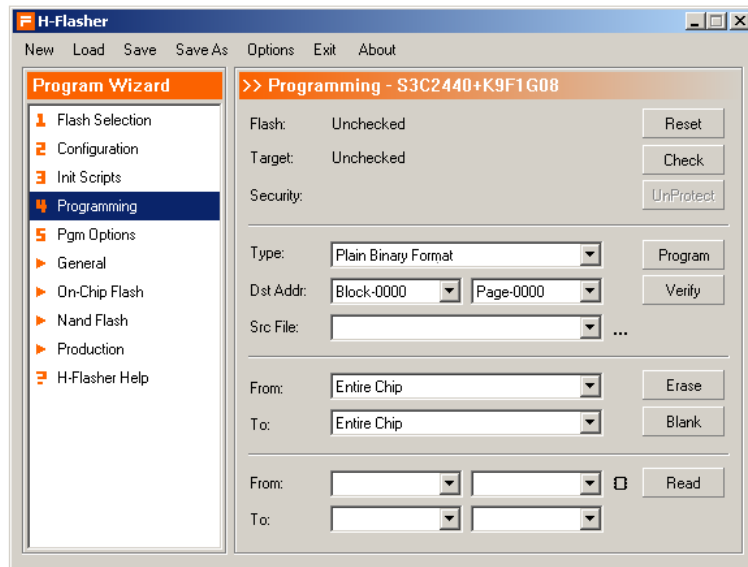 H-Flasher
New Load Save Save As Options Exit About
Program Wizard
1 Flash Selection
2 Configuration
3 Init Scripts
4 Programming
5 Pgm Options
General
On-Chip Flash
Nand Flash
Production
? H-Flasher Help
>> Programming - S3C2440+K9F1G08
Flash: Unchecked Reset
Target: Unchecked Check
Security: UnProtect
Type: Plain Binary Format Program
Dst Addr: Block-0000 Page-0000 Verify
Src File: ...
From: Entire Chip Erase
To: Entire Chip Blank
From: Read
To: